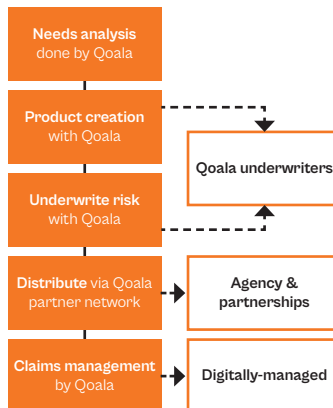 Needs analysis
done by Qoala
Product creation
with Qoala
Qoala underwriters
Underwrite risk
with Qoala
Distribute via Qoala
partner network
Agency &
partnerships
Claims management
by Qoala
Digitally-managed